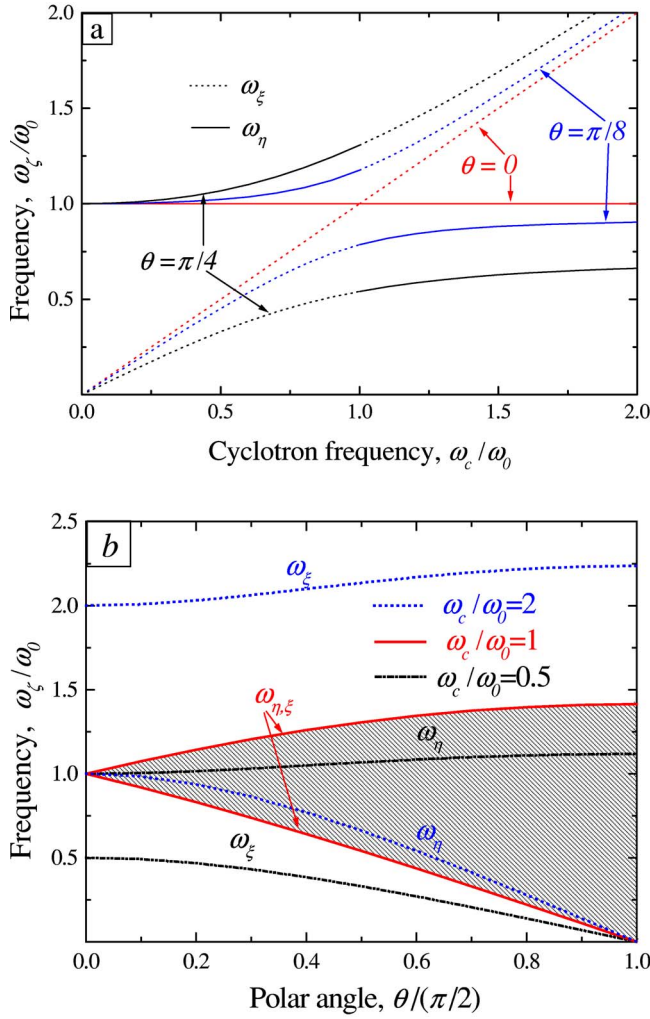 a
2.0
1.5
1.0
0.5
0.0
0.5
1.0
1.5
2.0
Frequency, ω_ζ/ω_0
Cyclotron frequency, ω_c/ω_0
ω_ξ
ω_η
θ=0
θ=π/8
θ=π/4
b
2.5
2.0
1.5
1.0
0.5
0.0
0.2
0.4
0.6
0.8
1.0
Frequency, ω_ζ/ω_0
Polar angle, θ/(π/2)
ω_ξ
ω_c/ω_0=2
ω_c/ω_0=1
ω_c/ω_0=0.5
ω_η,ξ
ω_η
ω_ξ
ω_η